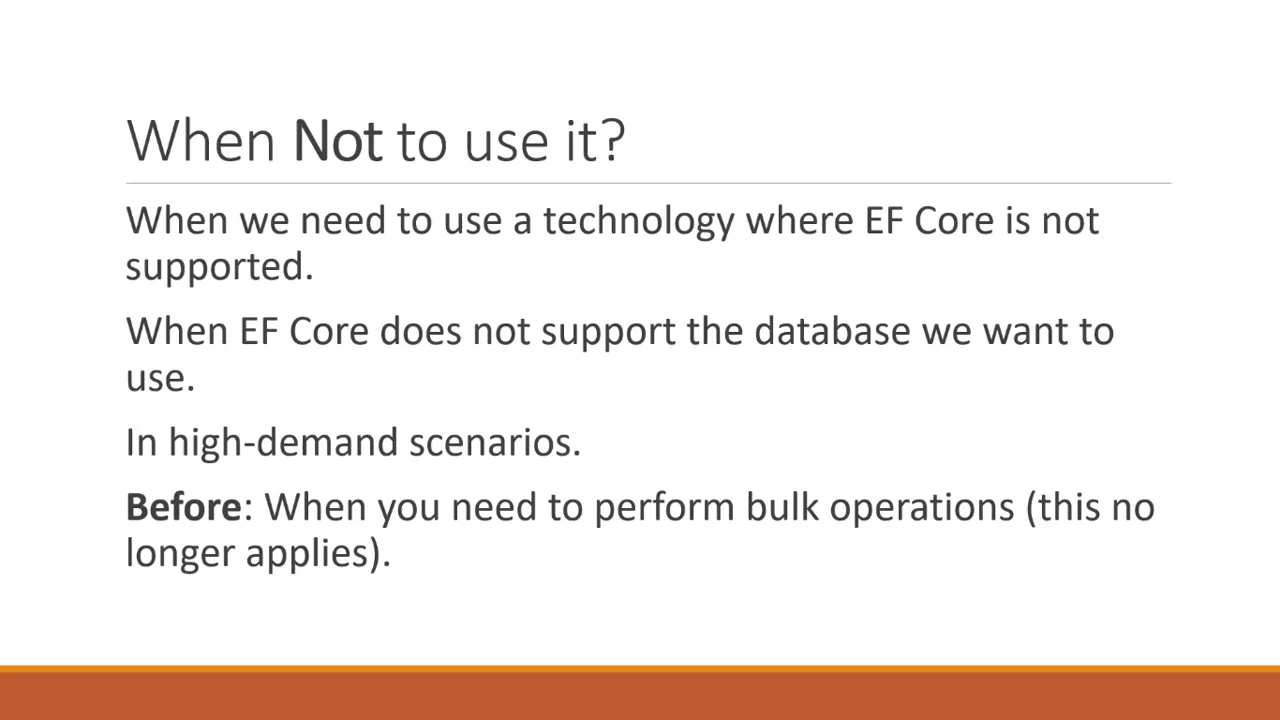 When Not to use it?
When we need to use a technology where EF Core is not
supported.
When EF Core does not support the database we want to
use.
In high-demand scenarios.
Before: When you need to perform bulk operations (this no
longer applies).